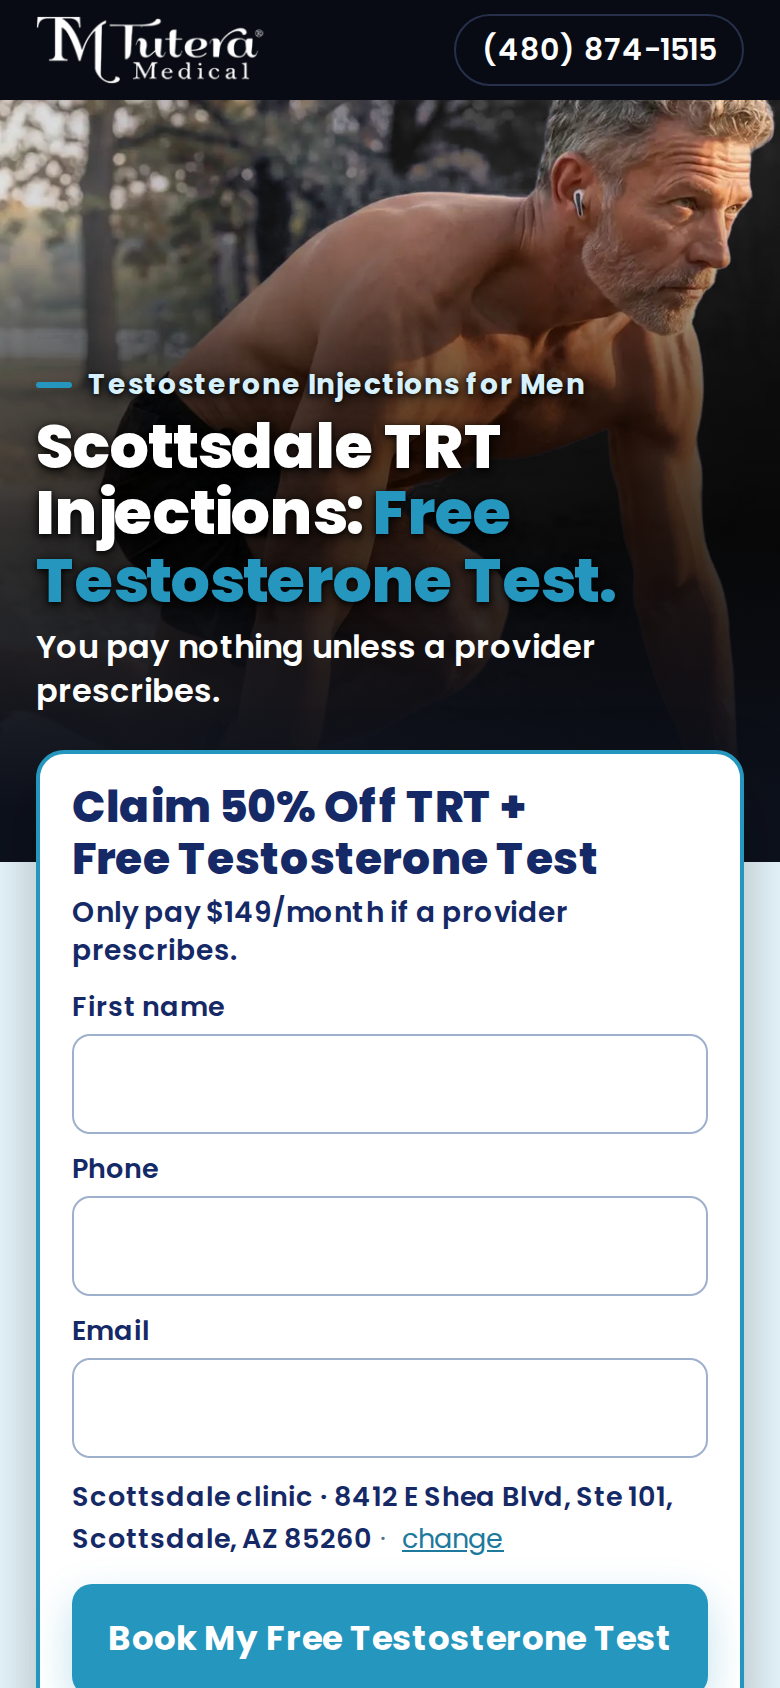 TM Tutera®
Medical
(480) 874-1515
Testosterone Injections for Men
Scottsdale TRT
Injections: Free
Testosterone Test.
You pay nothing unless a provider
prescribes.
Claim 50% Off TRT +
Free Testosterone Test
Only pay $149/month if a provider
prescribes.
First name
Phone
Email
Scottsdale clinic · 8412 E Shea Blvd, Ste 101,
Scottsdale, AZ 85260 · change
Book My Free Testosterone Test